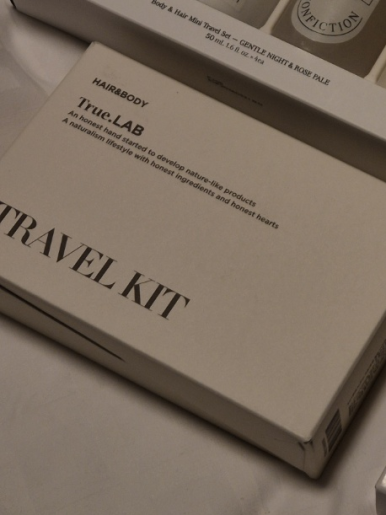 Body & Hair Mini Travel Set — GENTLE NIGHT & ROSE PALE
50 ml, 1.6 fl oz. × 4ea
NONFICTION
HAIR&BODY
True.LAB
An honest hand started to develop nature-like products
A naturalism lifestyle with honest ingredients and honest hearts
TRAVEL KIT